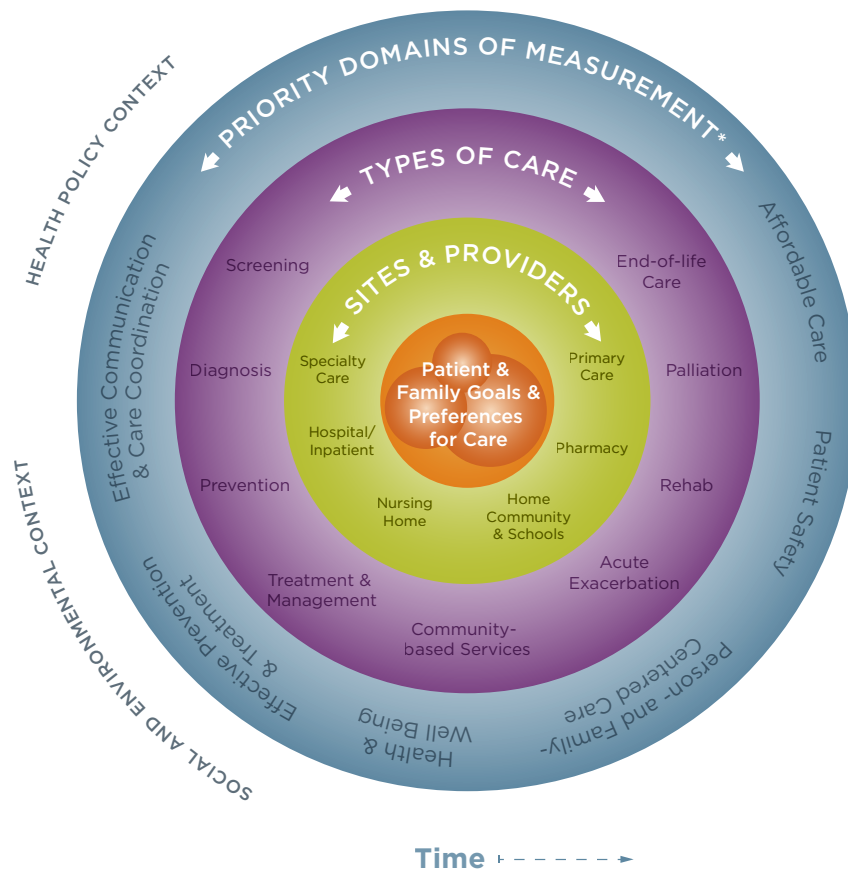 HEALTH POLICY CONTEXT
SOCIAL AND ENVIRONMENTAL CONTEXT
PRIORITY DOMAINS OF MEASUREMENT*
Affordable Care
Patient Safety
Person- and Family-
Centered Care
Health &
Well Being
Effective Prevention
& Treatment
Effective Communication
& Care Coordination
TYPES OF CARE
Screening
Diagnosis
Prevention
Treatment &
Management
Community-
based Services
Acute
Exacerbation
Rehab
Palliation
End-of-life
Care
SITES & PROVIDERS
Specialty
Care
Hospital/
Inpatient
Nursing
Home
Home
Community
& Schools
Pharmacy
Primary
Care
Patient &
Family Goals &
Preferences
for Care
Time